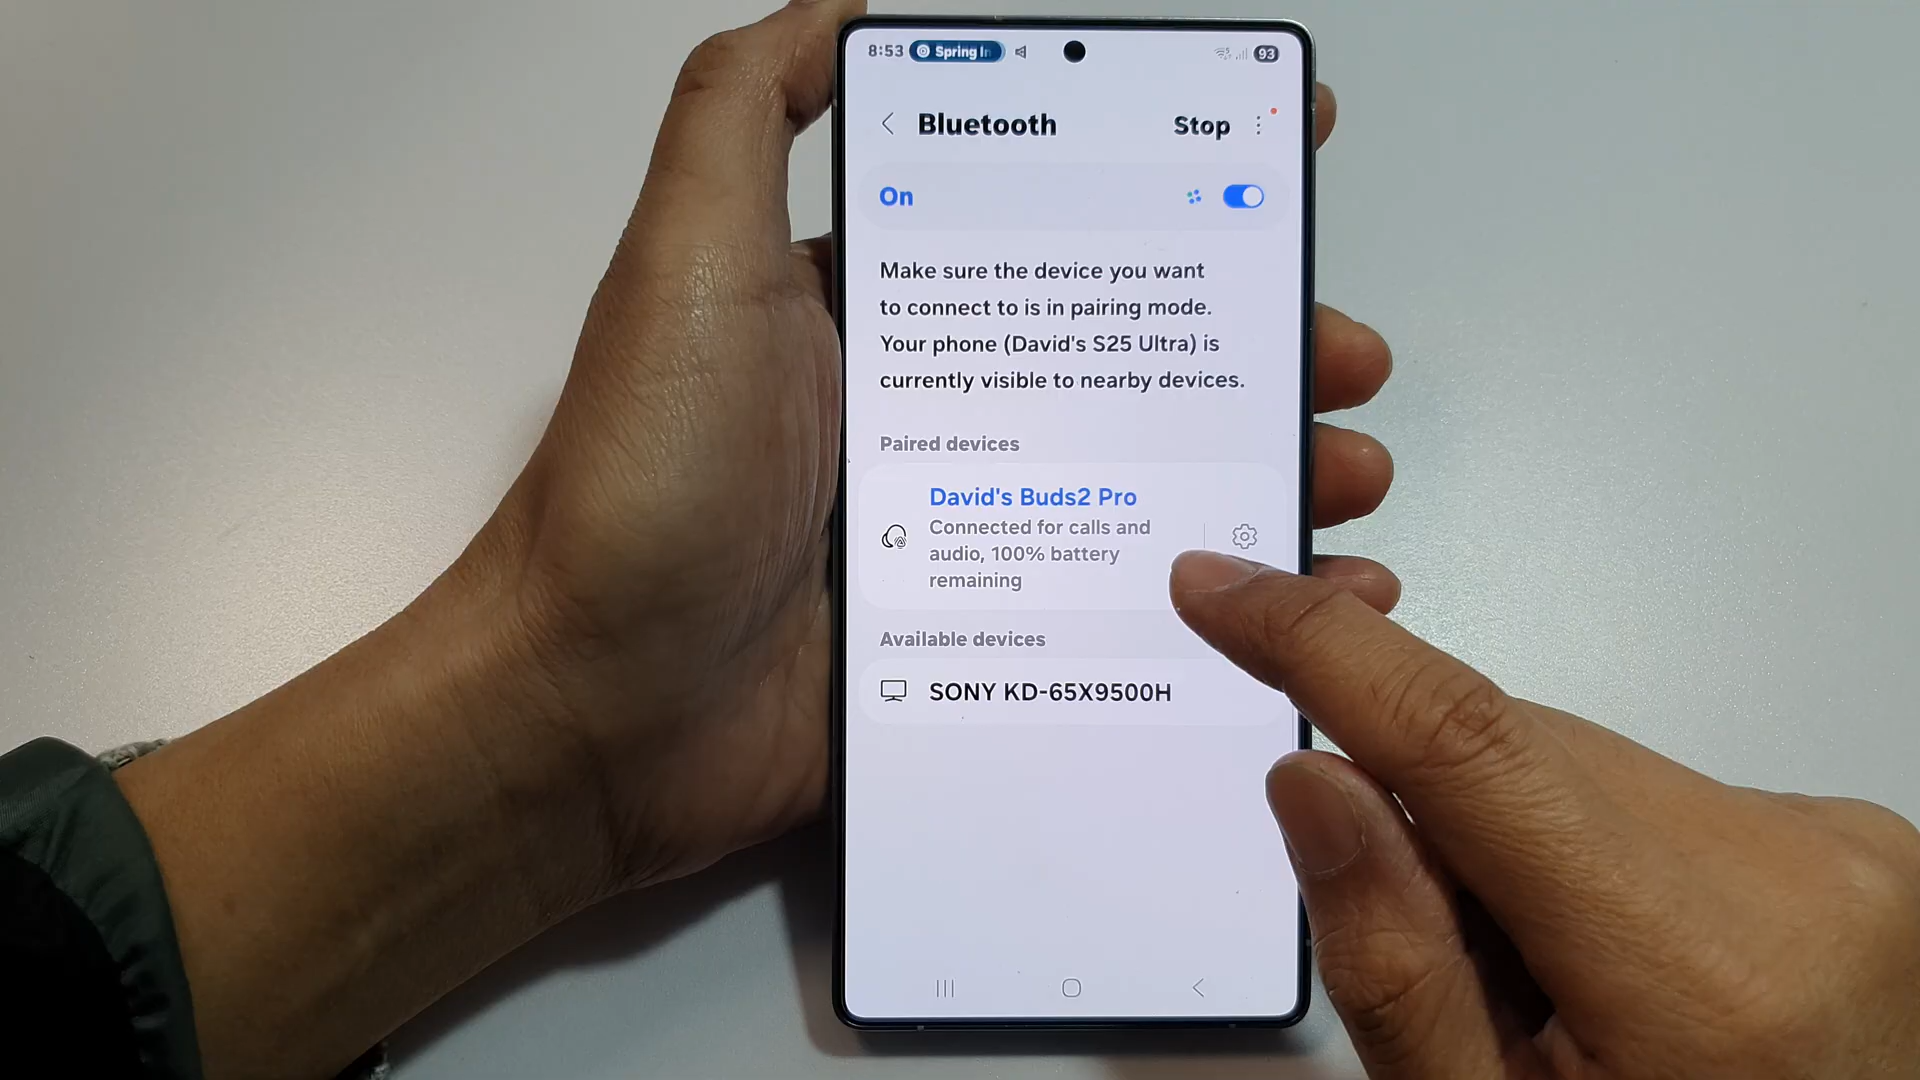 8:53 Spring In 93
Bluetooth Stop
On
Make sure the device you want
to connect to is in pairing mode.
Your phone (David's S25 Ultra) is
currently visible to nearby devices.
Paired devices
David's Buds2 Pro
Connected for calls and
audio, 100% battery
remaining
Available devices
SONY KD-65X9500H